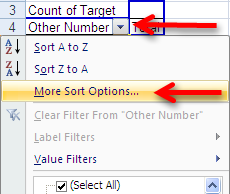 3 Count of Target
4 Other Number Total
A Z Sort A to Z
Z A Sort Z to A
More Sort Options...
Clear Filter From "Other Number"
Label Filters
Value Filters
(Select All)